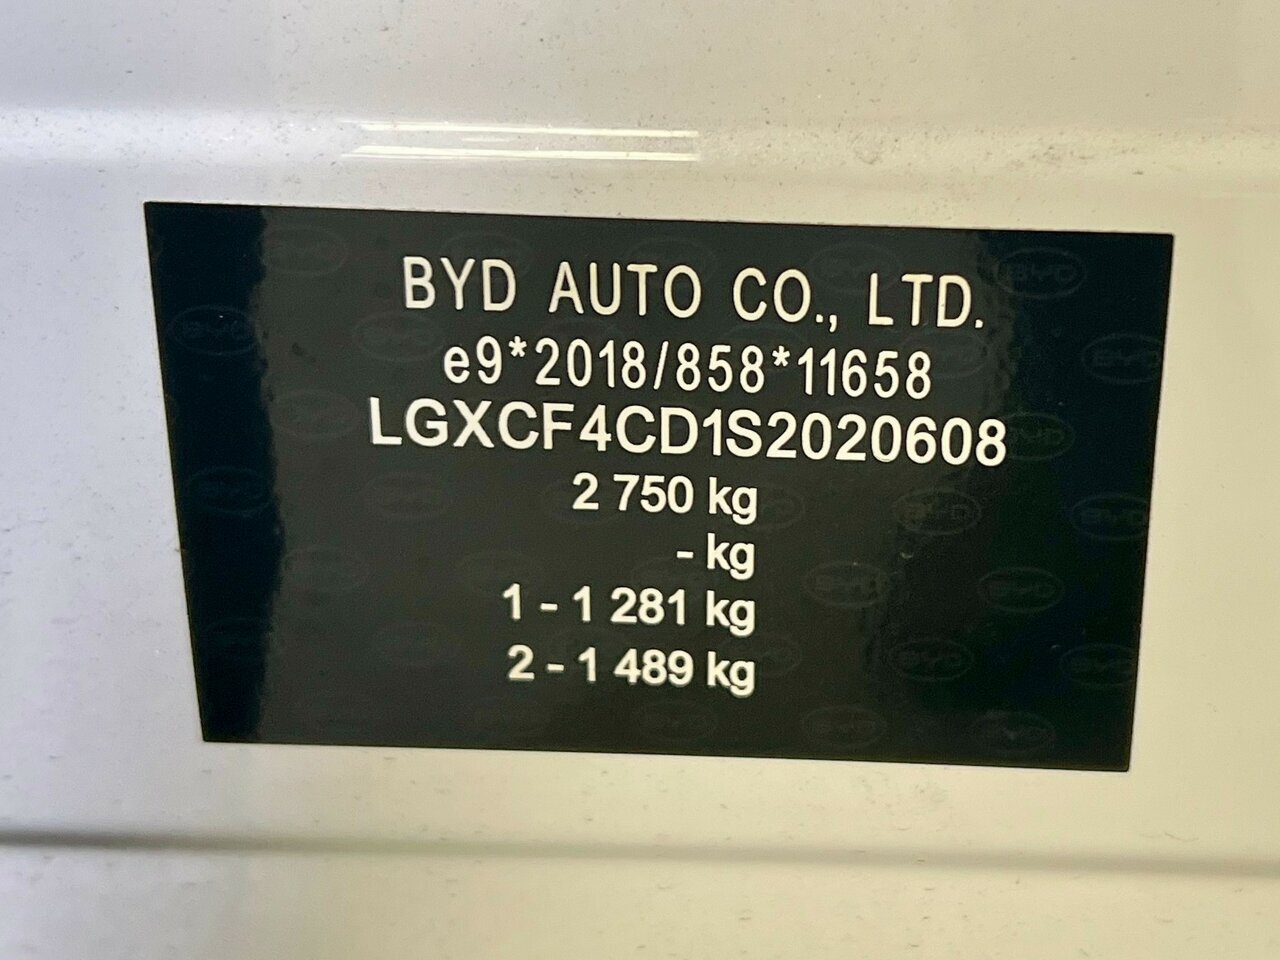 BYD AUTO CO., LTD.
e9*2018/858*11658
LGXCF4CD1S2020608
2 750 kg
- kg
1 - 1 281 kg
2 - 1 489 kg